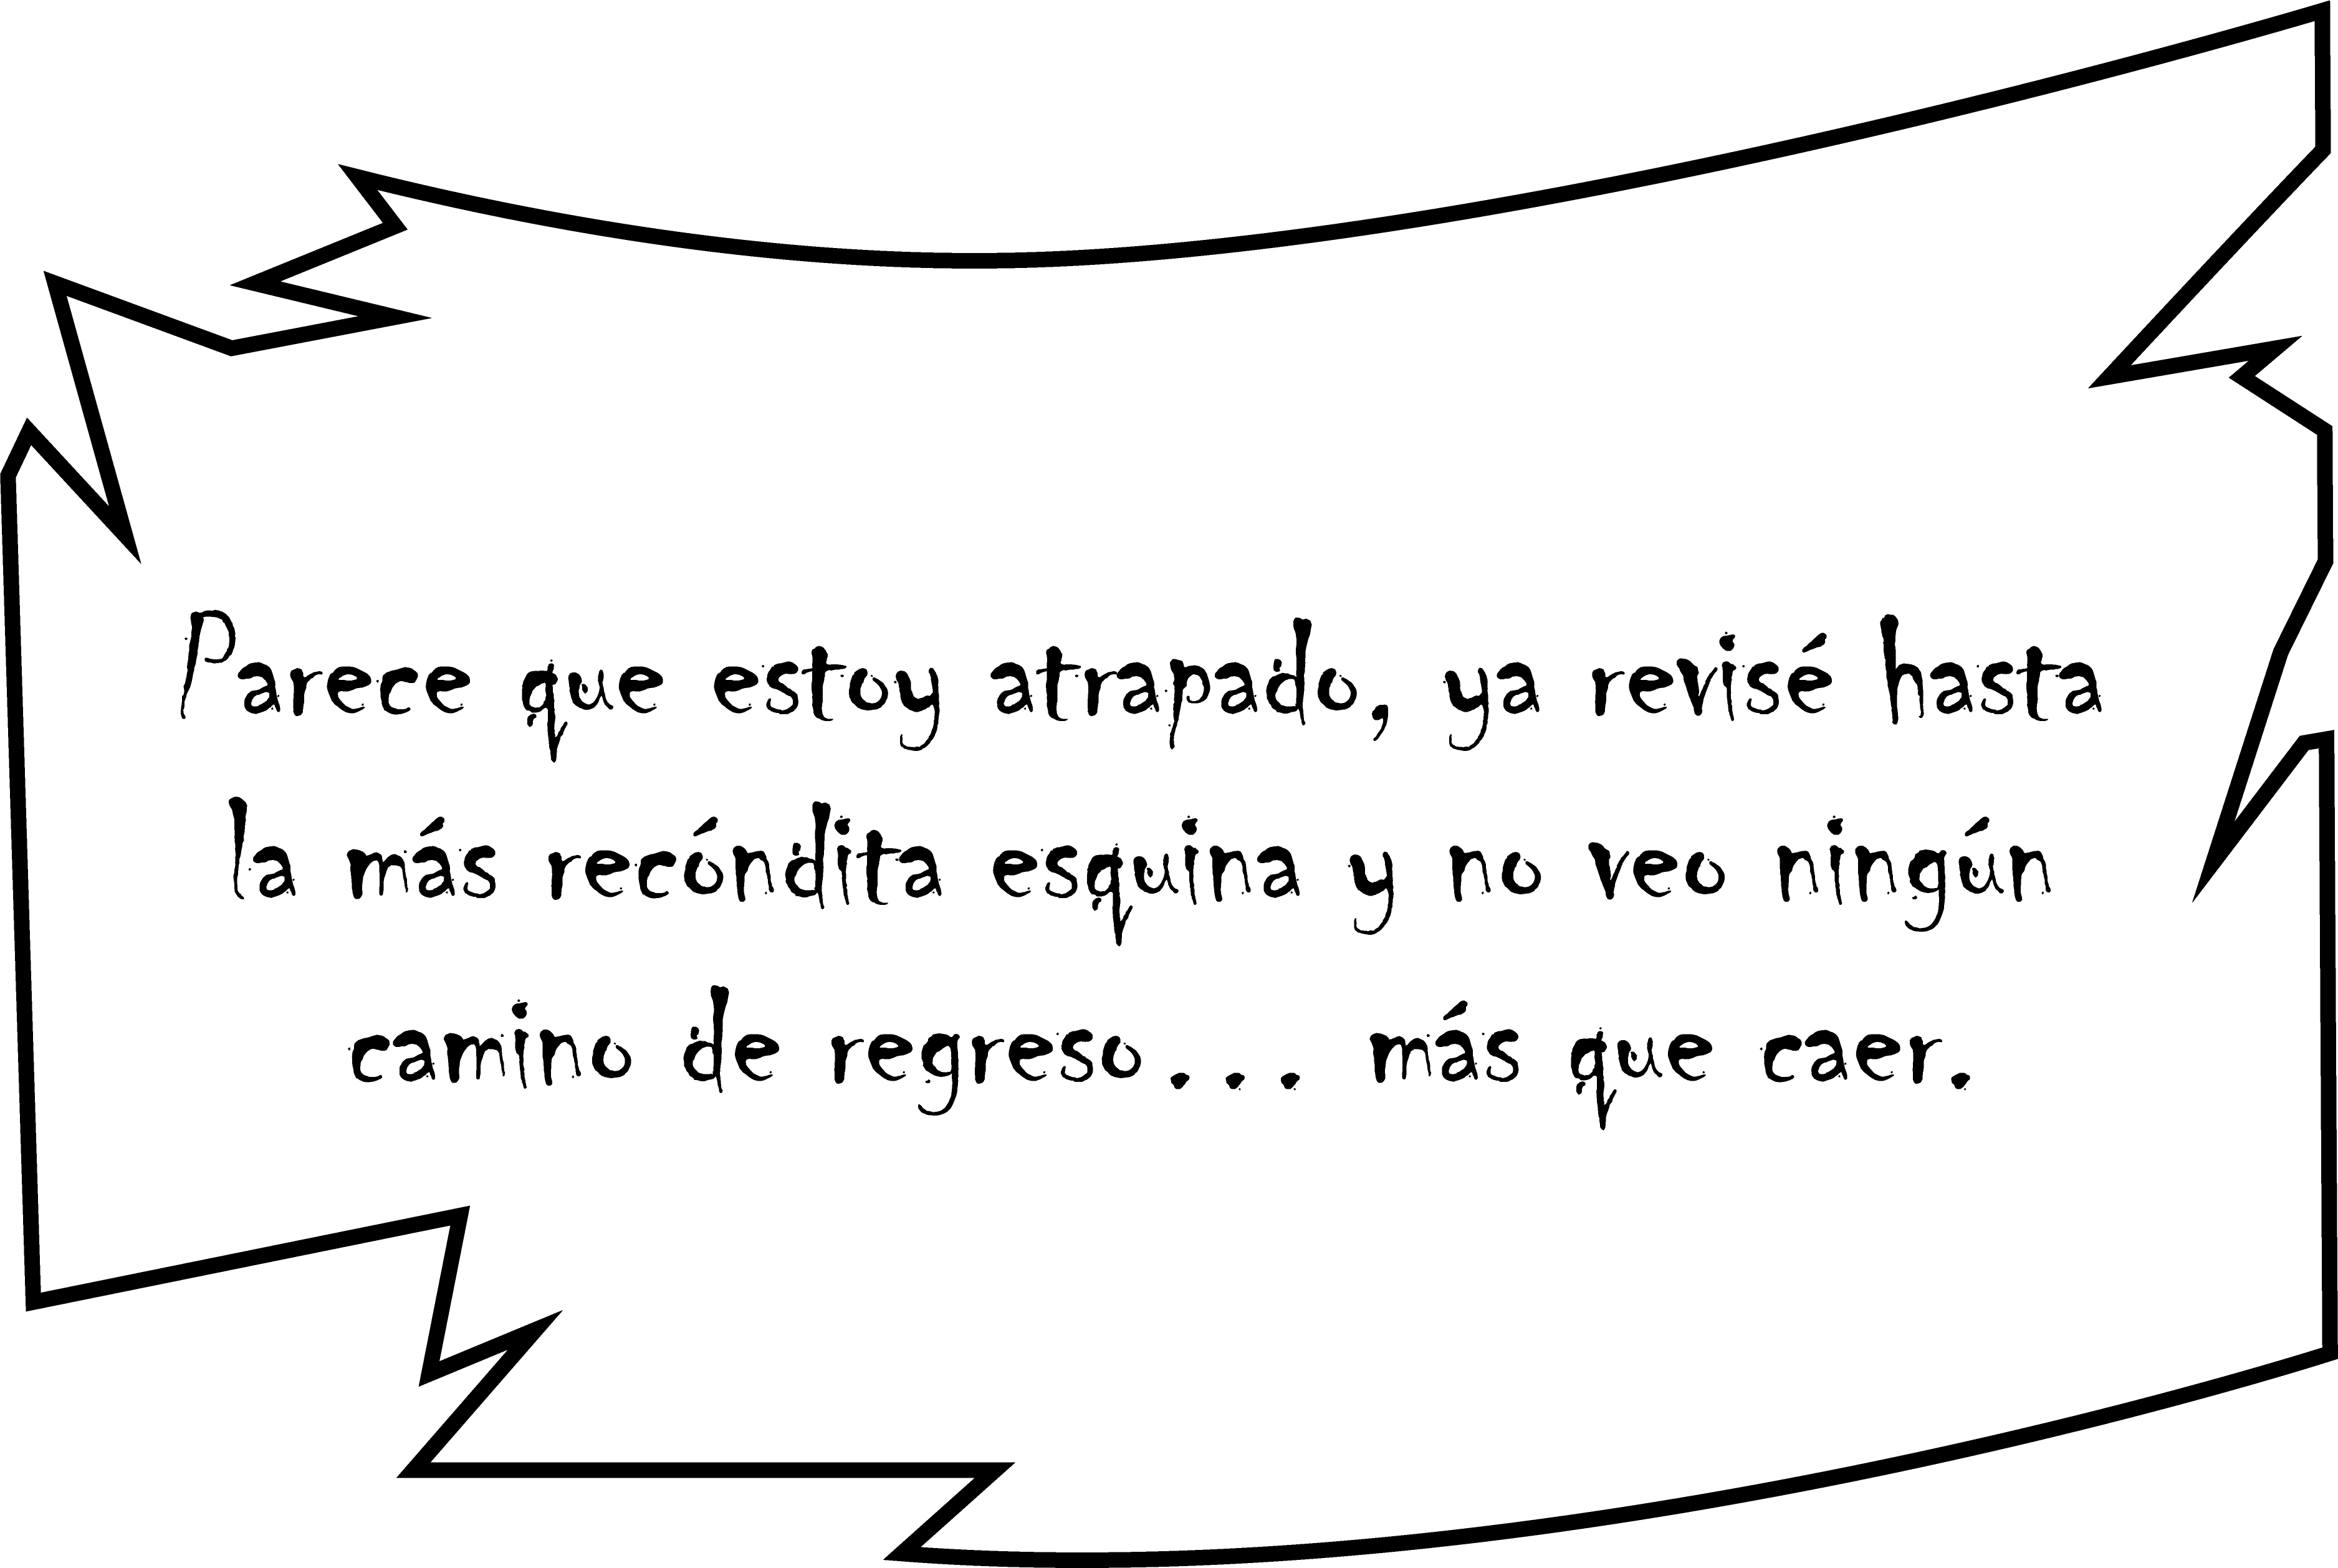 Parece que estoy atrapado, ya revisé hasta
la más recóndita esquina y no veo ningún
camino de regreso... más que caer.